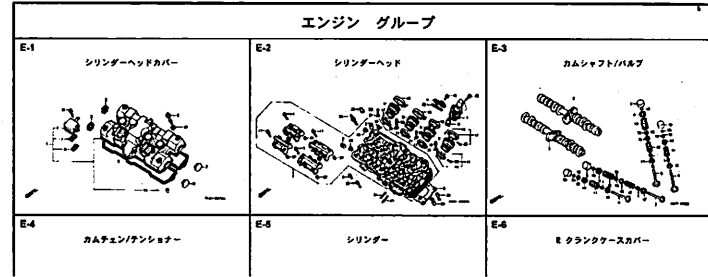 エンジン グループ
E-1
シリンダーヘッドカバー
E-2
シリンダーヘッド
E-3
カムシャフト/バルブ
E-4
カムチェン/テンショナー
E-5
シリンダー
E-6
R クランクケースカバー